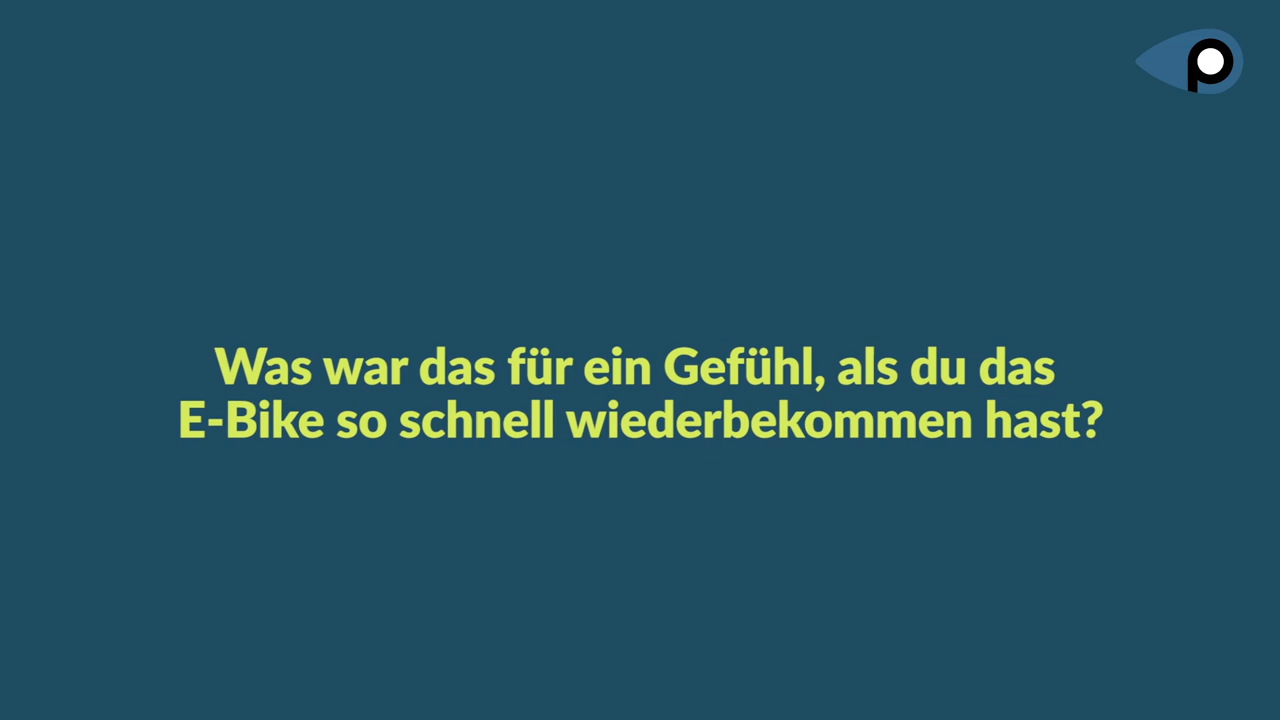 Was war das für ein Gefühl, als du das
E-Bike so schnell wiederbekommen hast?